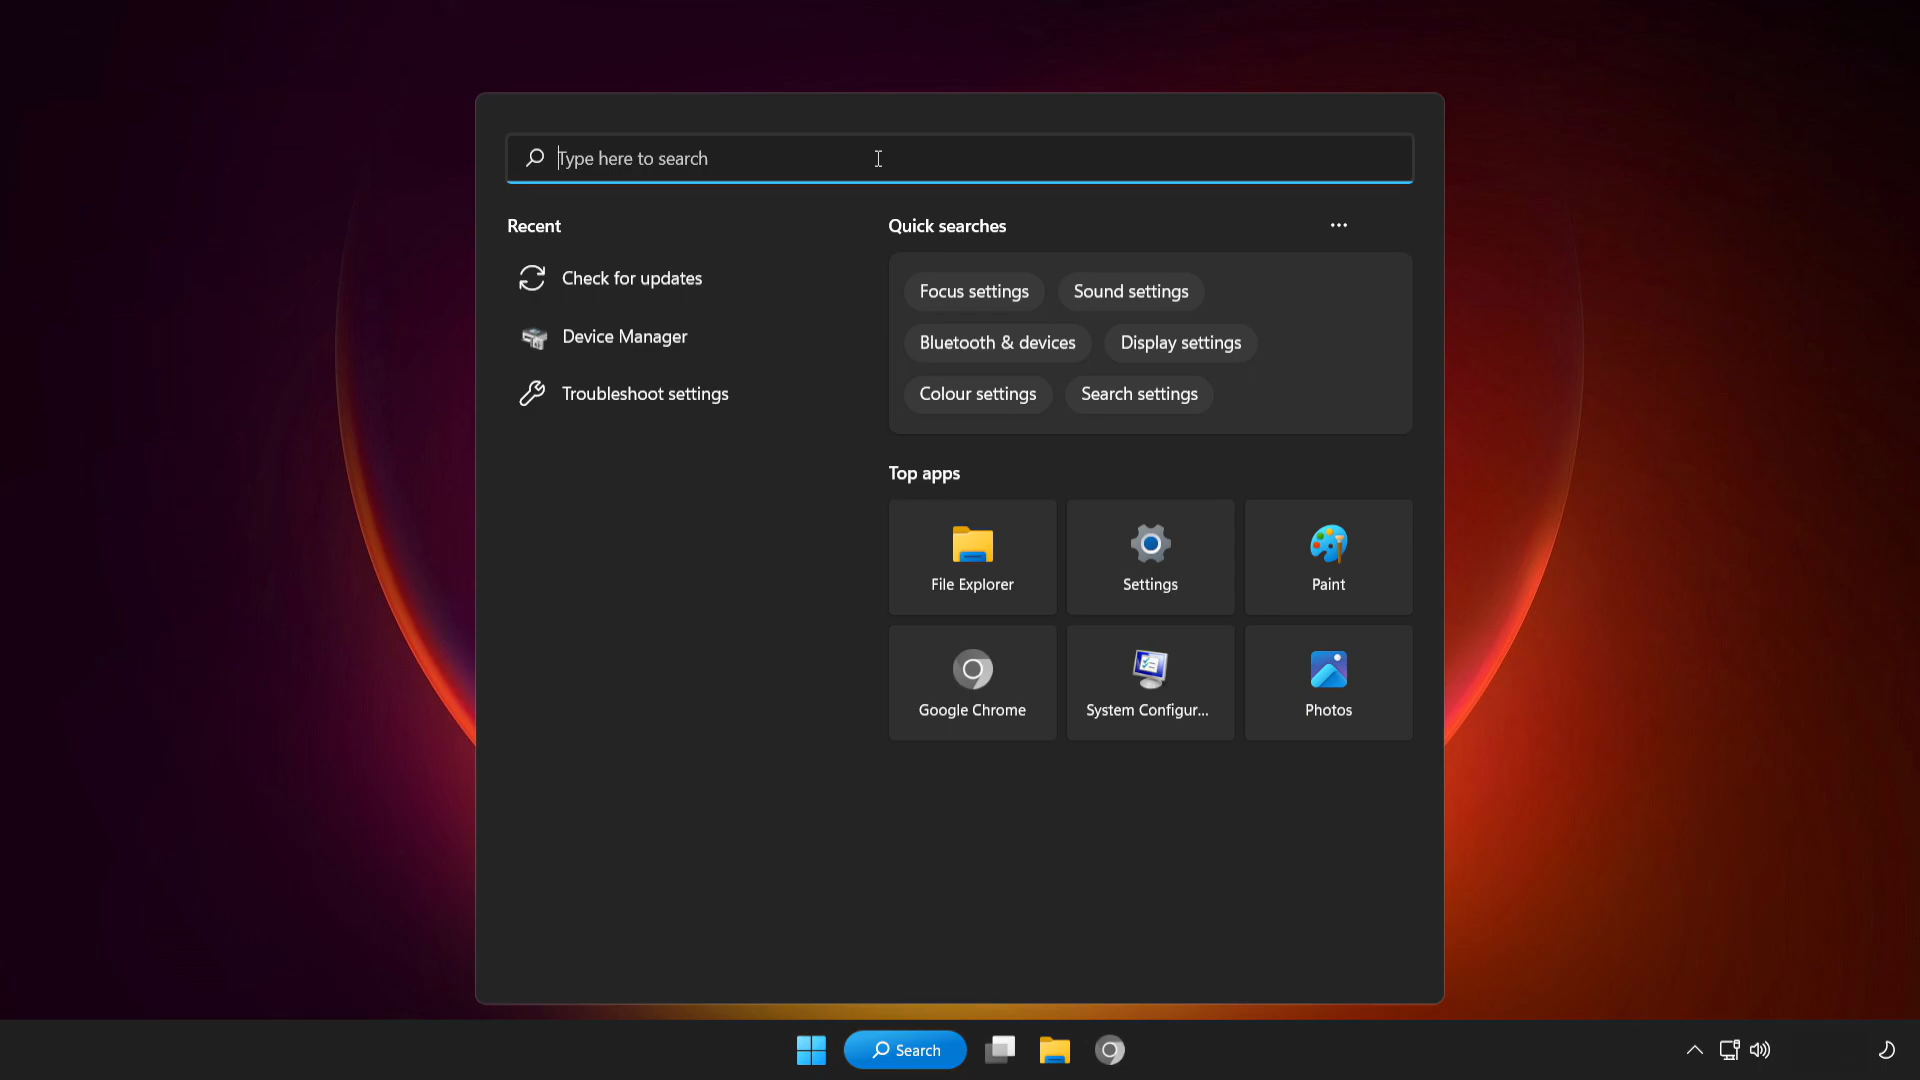 Type here to search
Recent
Quick searches
Check for updates
Focus settings
Sound settings
Device Manager
Bluetooth & devices
Display settings
Troubleshoot settings
Colour settings
Search settings
Top apps
File Explorer
Settings
Paint
Google Chrome
System Configur...
Photos
Search